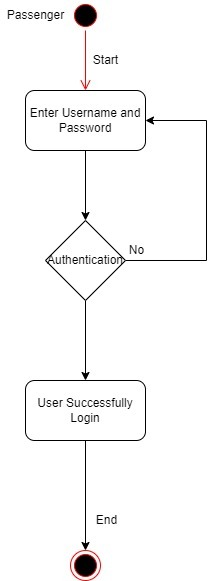 Passenger
Start
Enter Username and
Password
Authentication
No
User Successfully
Login
End